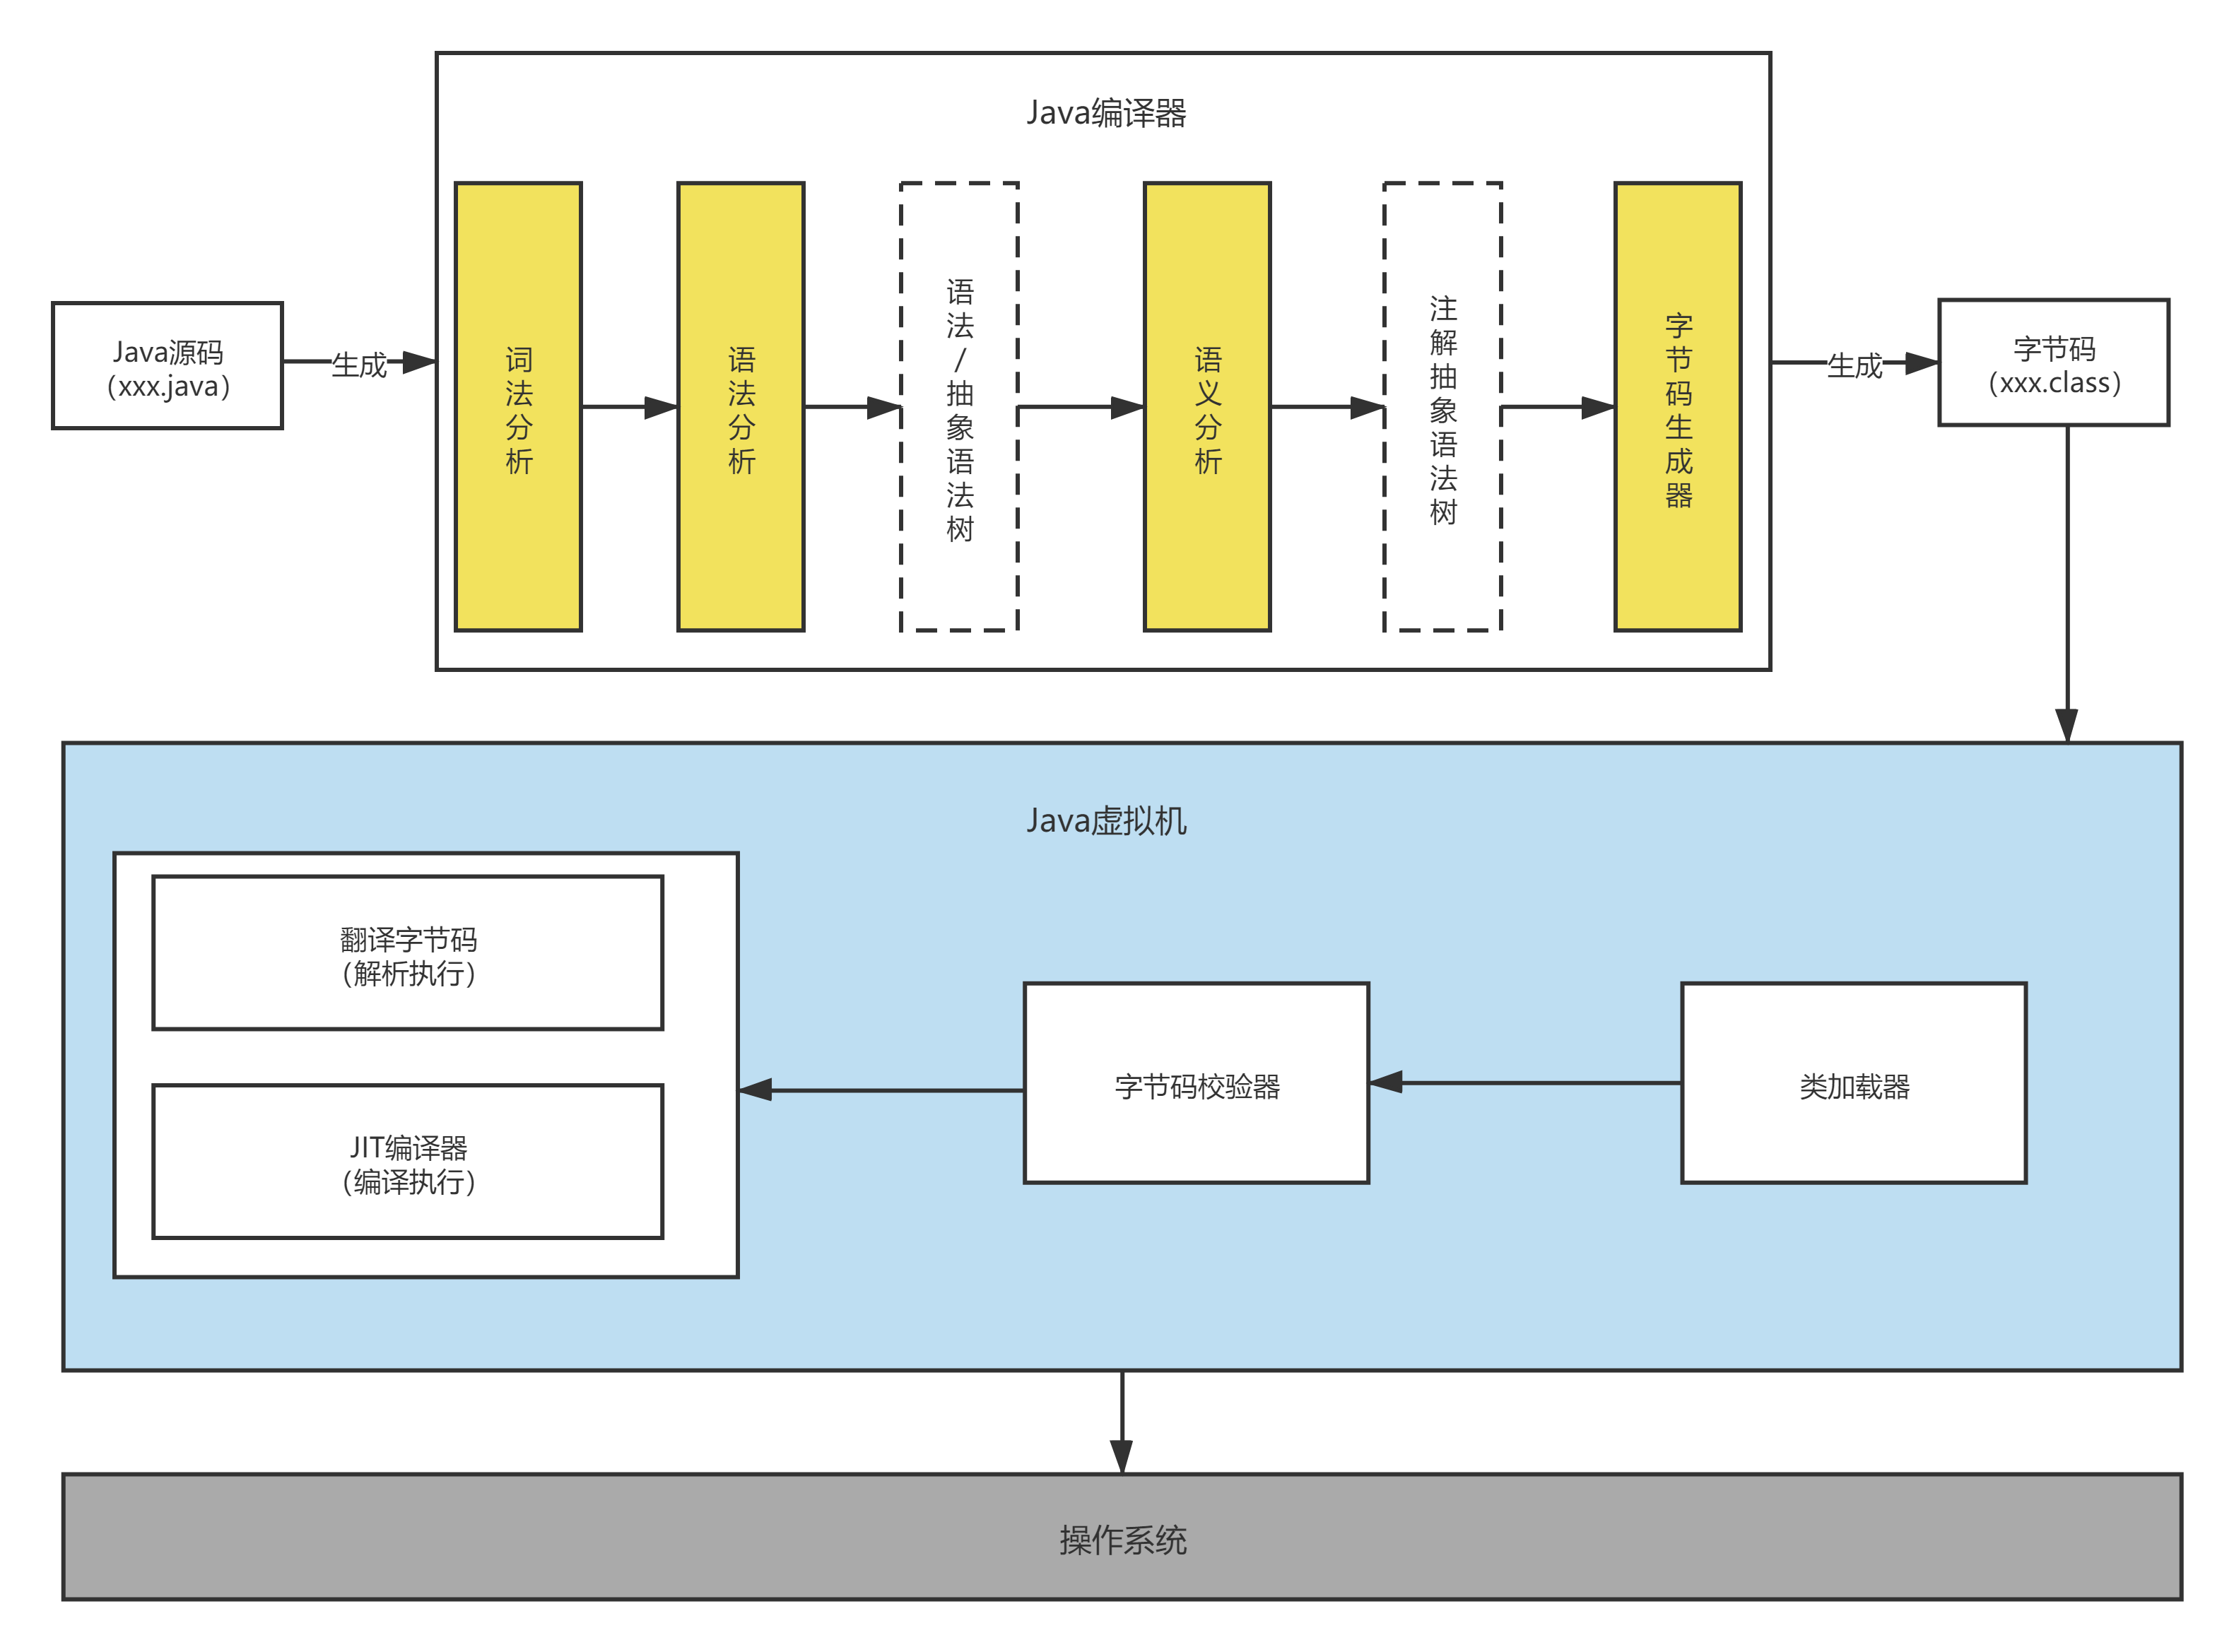 Java编译器
Java源码
（xxx.java）
生成
词法分析
语法分析
语法/抽象语法树
语义分析
注解抽象语法树
字节码生成器
生成
字节码
（xxx.class）
Java虚拟机
翻译字节码
（解析执行）
JIT编译器
（编译执行）
字节码校验器
类加载器
操作系统